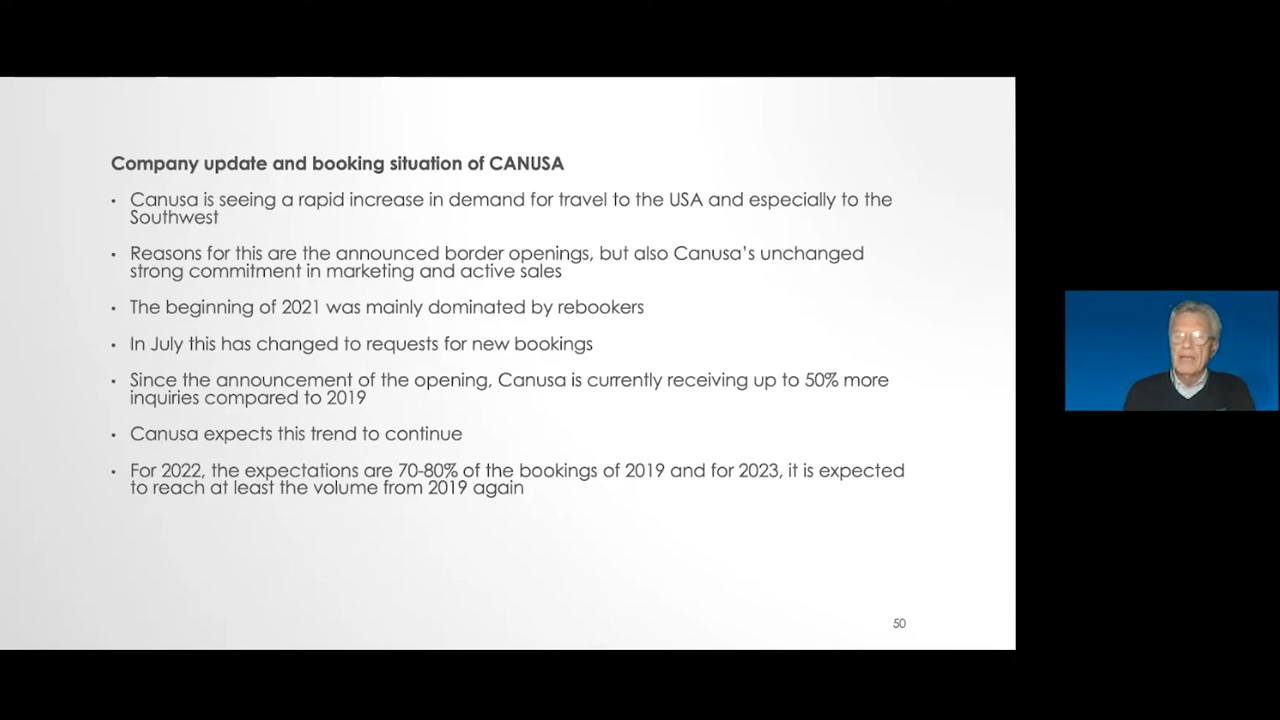 Company update and booking situation of CANUSA
• Canusa is seeing a rapid increase in demand for travel to the USA and especially to the
Southwest
• Reasons for this are the announced border openings, but also Canusa's unchanged
strong commitment in marketing and active sales
• The beginning of 2021 was mainly dominated by rebookers
• In July this has changed to requests for new bookings
• Since the announcement of the opening, Canusa is currently receiving up to 50% more
inquiries compared to 2019
• Canusa expects this trend to continue
• For 2022, the expectations are 70-80% of the bookings of 2019 and for 2023, it is expected
to reach at least the volume from 2019 again
50